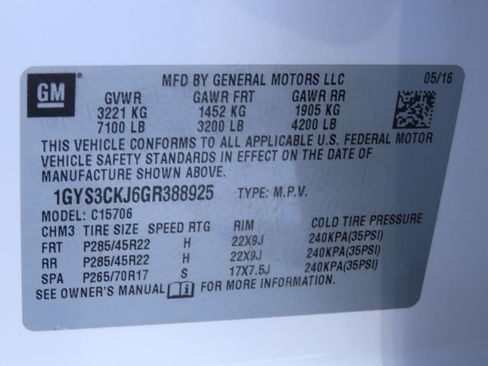 GM MFD BY GENERAL MOTORS LLC 05/16
GVWR GAWR FRT GAWR RR
3221 KG 1452 KG 1905 KG
7100 LB 3200 LB 4200 LB
THIS VEHICLE CONFORMS TO ALL APPLICABLE U.S. FEDERAL MOTOR
VEHICLE SAFETY STANDARDS IN EFFECT ON THE DATE OF
MANUFACTURE SHOWN ABOVE.
1GYS3CKJ6GR388925 TYPE: M.P.V.
MODEL: C15706
CHM3 TIRE SIZE SPEED RTG RIM COLD TIRE PRESSURE
FRT P285/45R22 H 22X9J 240KPA(35PSI)
RR P285/45R22 H 22X9J 240KPA(35PSI)
SPA P265/70R17 S 17X7.5J 240KPA(35PSI)
SEE OWNER'S MANUAL FOR MORE INFORMATION.